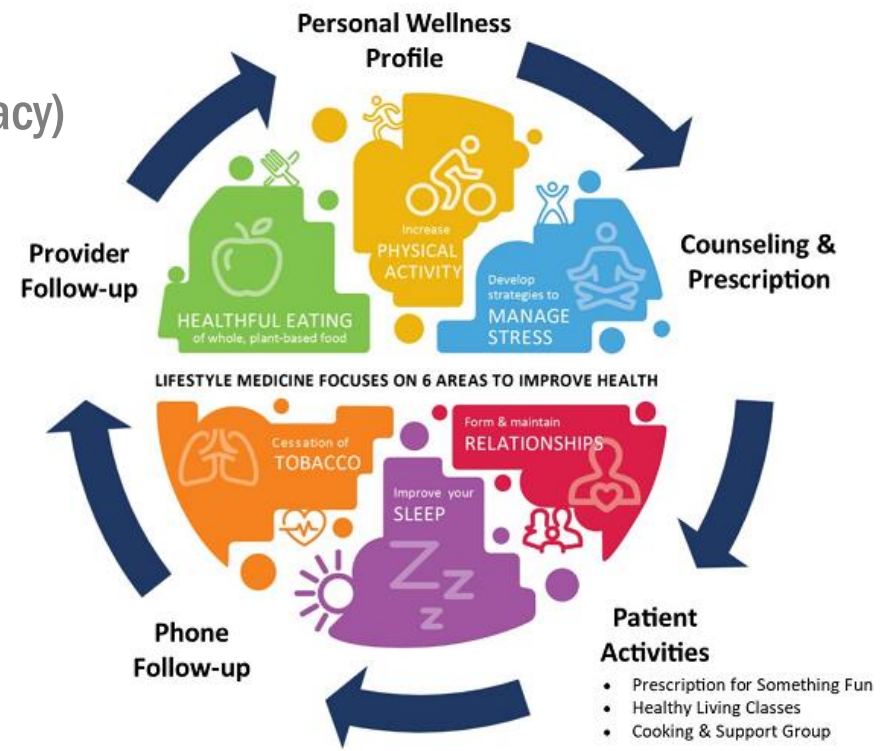 Personal Wellness
Profile
acy)
Provider
Follow-up
Counseling &
Prescription
Increase
PHYSICAL
ACTIVITY
HEALTHFUL EATING
of whole, plant-based food
Develop
strategies to
MANAGE
STRESS
LIFESTYLE MEDICINE FOCUSES ON 6 AREAS TO IMPROVE HEALTH
Cessation of
TOBACCO
Improve your
SLEEP
Z z z
Form & maintain
RELATIONSHIPS
Phone
Follow-up
Patient
Activities
• Prescription for Something Fun
• Healthy Living Classes
• Cooking & Support Group